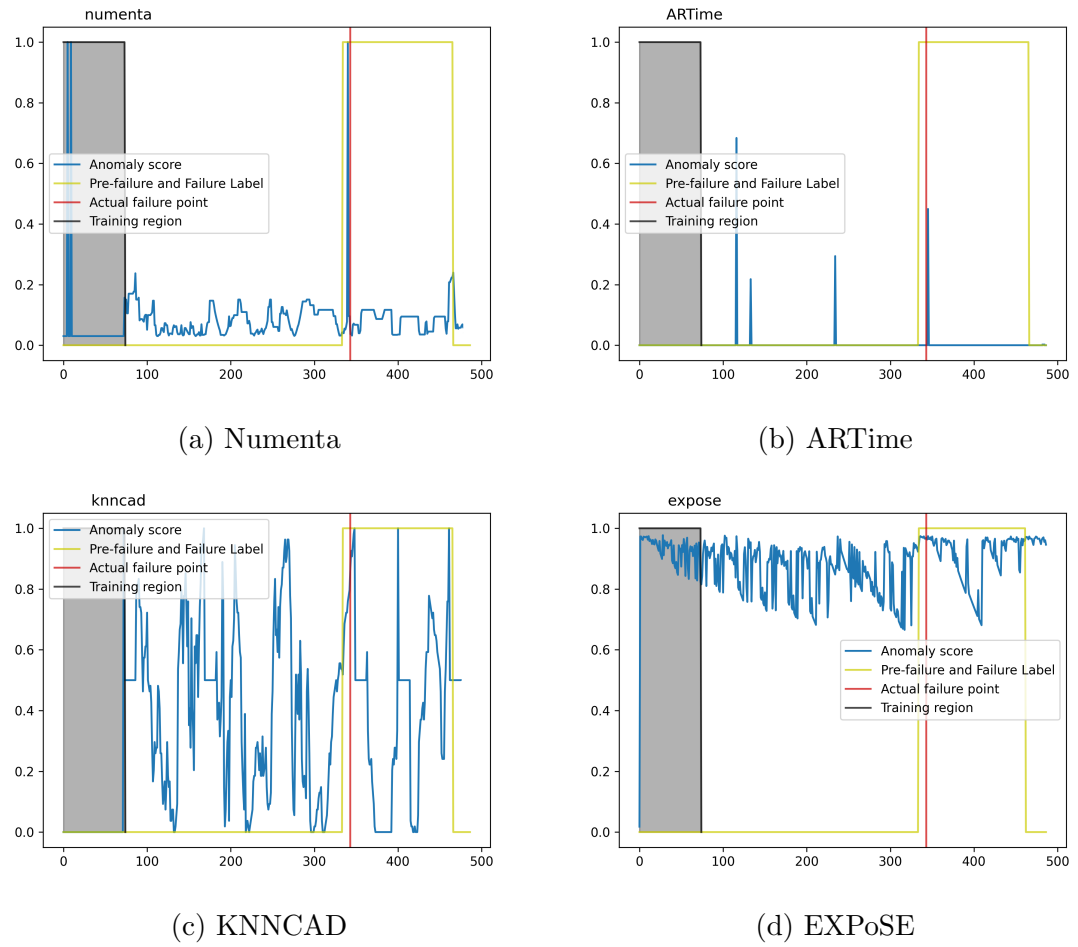 numenta
1.0
0.8
0.6
0.4
0.2
0.0
Anomaly score
Pre-failure and Failure Label
Actual failure point
Training region
0 100 200 300 400 500
(a) Numenta
ARTime
1.0
0.8
0.6
0.4
0.2
0.0
Anomaly score
Pre-failure and Failure Label
Actual failure point
Training region
0 100 200 300 400 500
(b) ARTime
knncad
1.0
0.8
0.6
0.4
0.2
0.0
Anomaly score
Pre-failure and Failure Label
Actual failure point
Training region
0 100 200 300 400 500
(c) KNNCAD
expose
1.0
0.8
0.6
0.4
0.2
0.0
Anomaly score
Pre-failure and Failure Label
Actual failure point
Training region
0 100 200 300 400 500
(d) EXPoSE